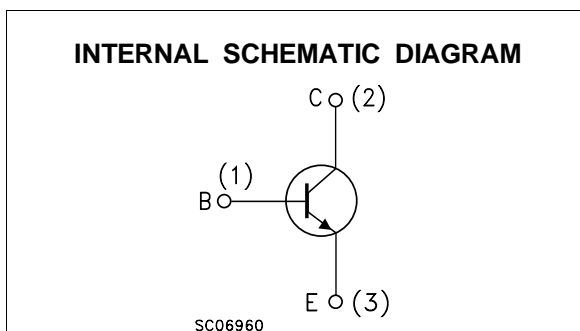 INTERNAL SCHEMATIC DIAGRAM
C (2)
(1)
B
E (3)
SC06960